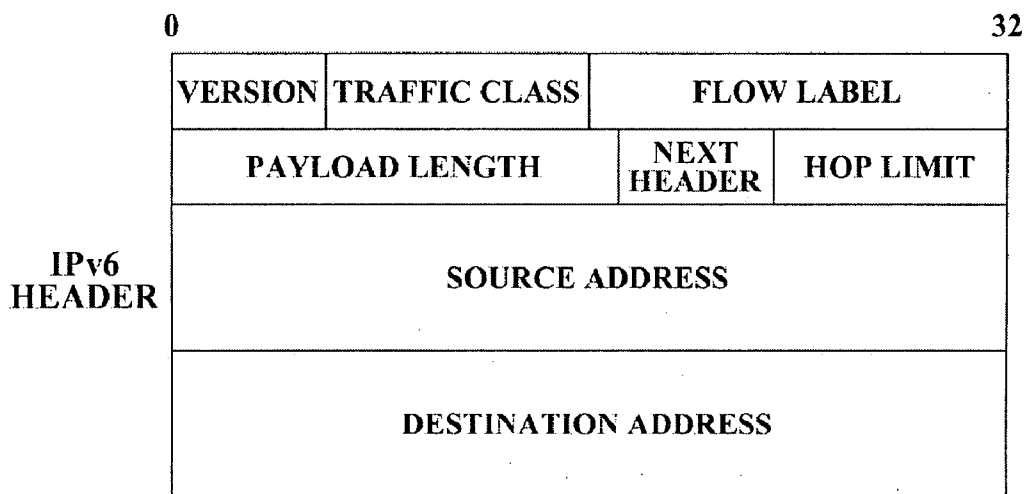 0 32
VERSION TRAFFIC CLASS FLOW LABEL
PAYLOAD LENGTH NEXT HEADER HOP LIMIT
SOURCE ADDRESS
IPv6
HEADER
DESTINATION ADDRESS